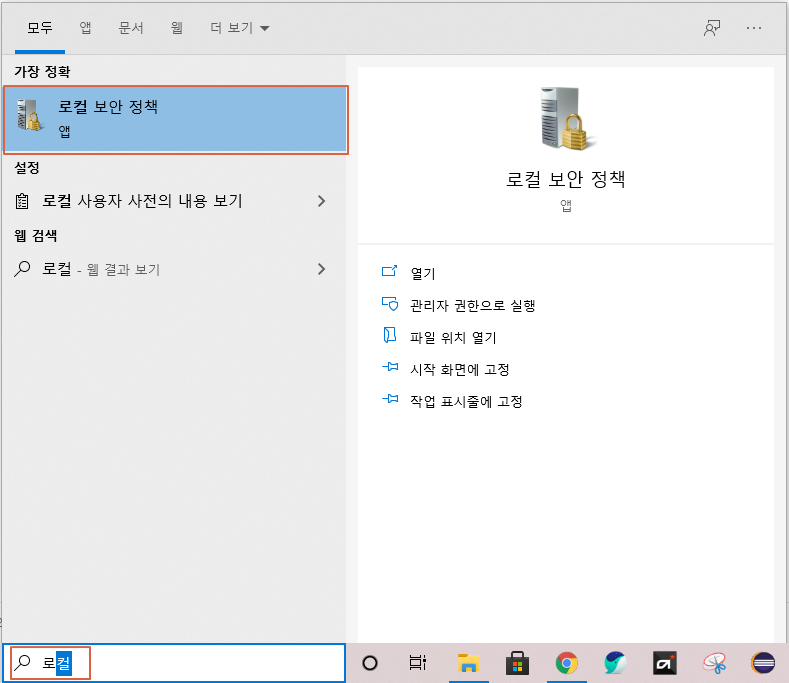 모두 앱 문서 웹 더 보기
가장 정확
로컬 보안 정책
앱
설정
로컬 사용자 사전의 내용 보기
웹 검색
로컬 - 웹 결과 보기
로컬 보안 정책
앱
열기
관리자 권한으로 실행
파일 위치 열기
시작 화면에 고정
작업 표시줄에 고정
로컬